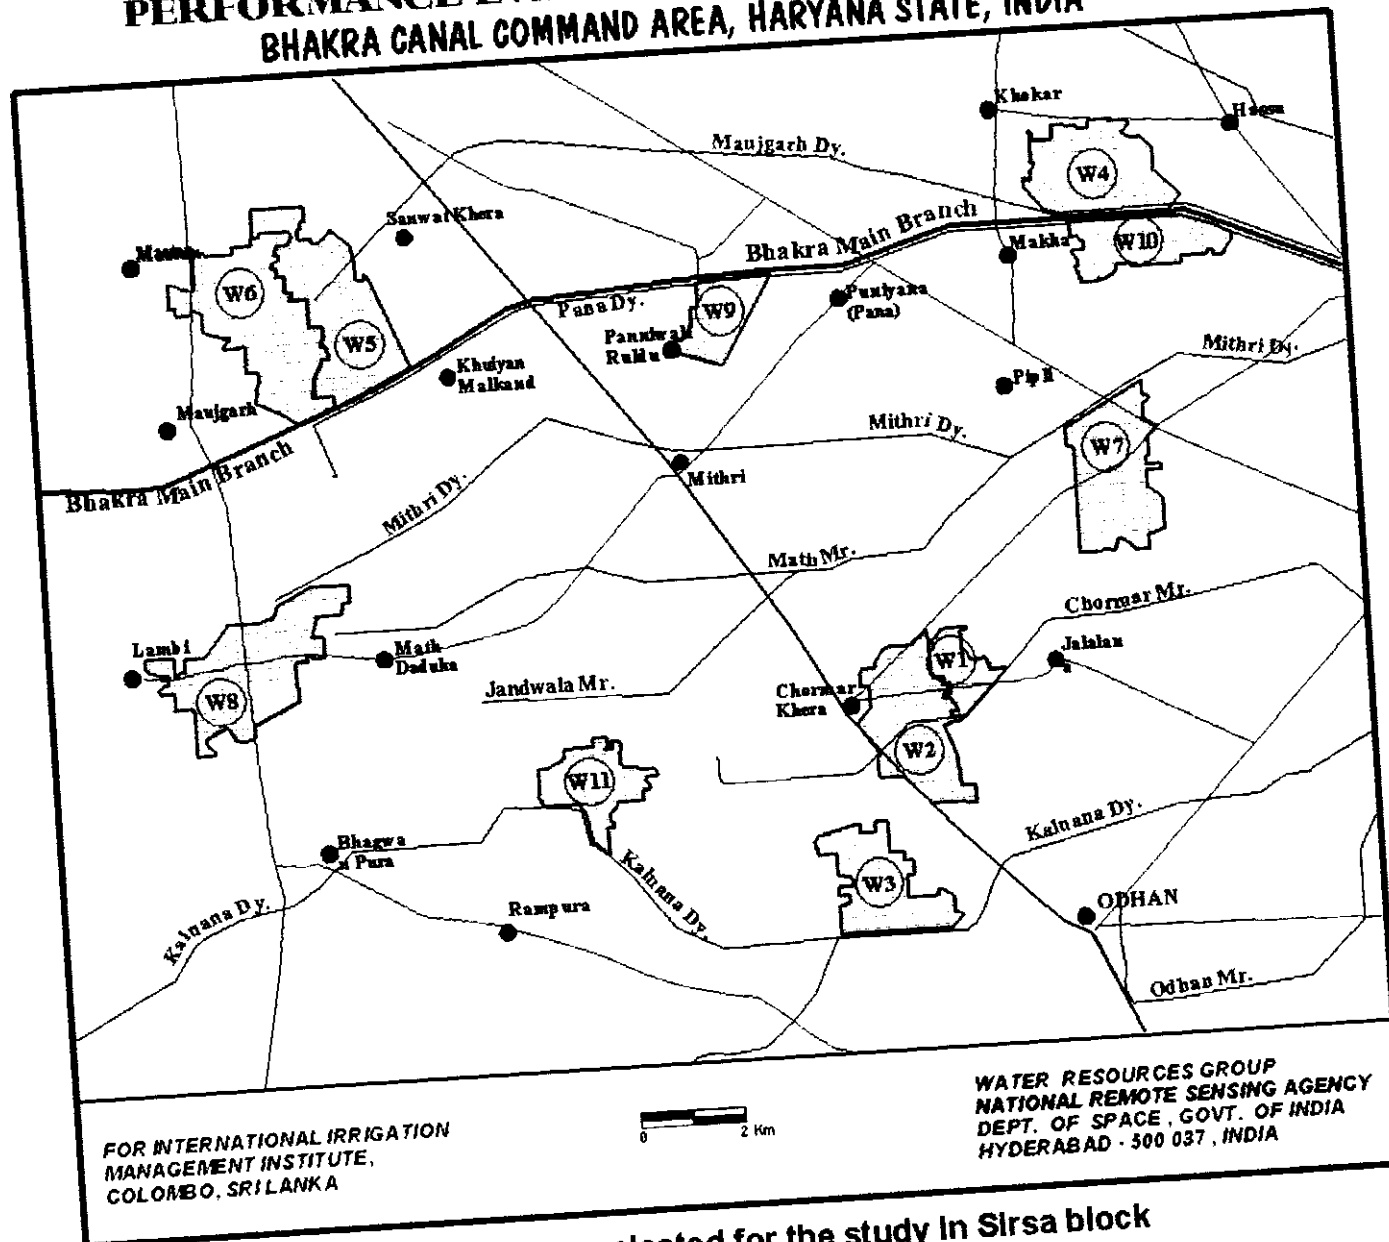 PERFORMANCE
BHAKRA CANAL COMMAND AREA, HARYANA STATE, INDIA
Khokar
Maujgarh Dy.
W4
Sanwat Khera
Bhakra Main Branch
Makha
W10
W6
Pana Dy.
W9
Puniyana
(Pana)
W5
Panniwali
Ruldu
Mithri Dy.
Khuiyan
Malkand
Pipli
Maujgarh
Mithri Dy.
W7
Bhakra Main Branch
Mithri
Mithri Dy.
Math Mr.
Chormar Mr.
Lambi
Math
Daduka
W1
Jalalan
a
Jandwala Mr.
Chormar
Khera
W8
W2
W11
Kaluana Dy.
Bhagwa
n Pura
Kaluana Dy.
W3
Kaluana Dy.
Rampura
ODHAN
Odhan Mr.
FOR INTERNATIONAL IRRIGATION
MANAGEMENT INSTITUTE,
COLOMBO, SRI LANKA
0 2 Km
WATER RESOURCES GROUP
NATIONAL REMOTE SENSING AGENCY
DEPT. OF SPACE, GOVT. OF INDIA
HYDERABAD - 500 037, INDIA
for the study in Sirsa block